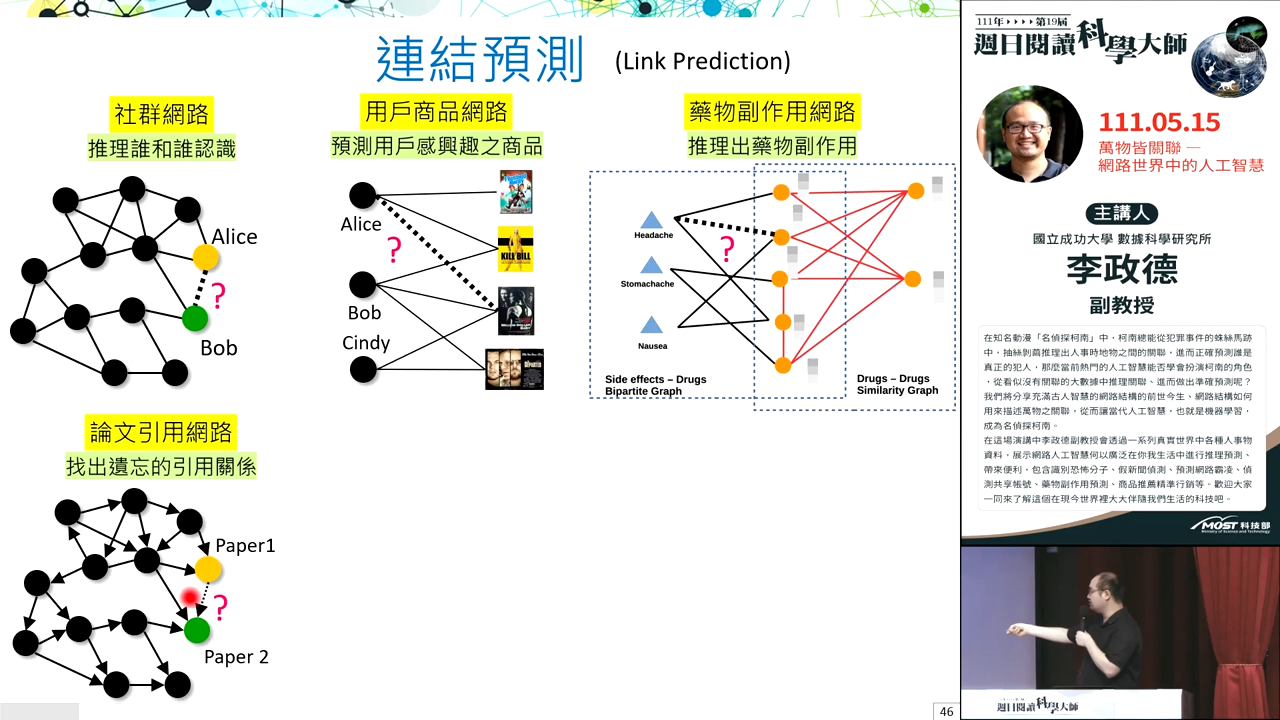 連結預測 (Link Prediction)
社群網路
推理誰和誰認識
Alice
?
Bob
用戶商品網路
預測用戶感興趣之商品
Alice
?
Bob
Cindy
KILL BILL
藥物副作用網路
推理出藥物副作用
Headache
?
Stomachache
Nausea
Side effects – Drugs
Bipartite Graph
Drugs – Drugs
Similarity Graph
論文引用網路
找出遺忘的引用關係
Paper1
?
Paper 2
46
111年 第19屆
週日閱讀科學大師
111.05.15
萬物皆關聯 —
網路世界中的人工智慧
主講人
國立成功大學 數據科學研究所
李政德
副教授
在知名動漫「名偵探柯南」中，柯南總能從犯罪事件的蛛絲馬跡
中，抽絲剝繭推理出人事時地物之間的關聯，進而正確預測誰是
真正的犯人，那麼當前熱門的人工智慧能否學會扮演柯南的角色
，從看似沒有關聯的大數據中推理關聯、進而做出準確預測呢？
我們將分享充滿古人智慧的網路結構的前世今生、網路結構如何
用來描述萬物之關聯，從而讓當代人工智慧，也就是機器學習，
成為名偵探柯南。
在這場演講中李政德副教授會透過一系列真實世界中各種人事物
資料，展示網路人工智慧何以廣泛在你我生活中進行推理預測、
帶來便利，包含識別恐怖分子、假新聞偵測、預測網路霸凌、偵
測共享帳號、藥物副作用預測、商品推薦精準行銷等。歡迎大家
一同來了解這個在現今世界裡大大伴隨我們生活的科技吧。
MOST 科技部
Ministry of Science and Technology
週日閱讀科學大師